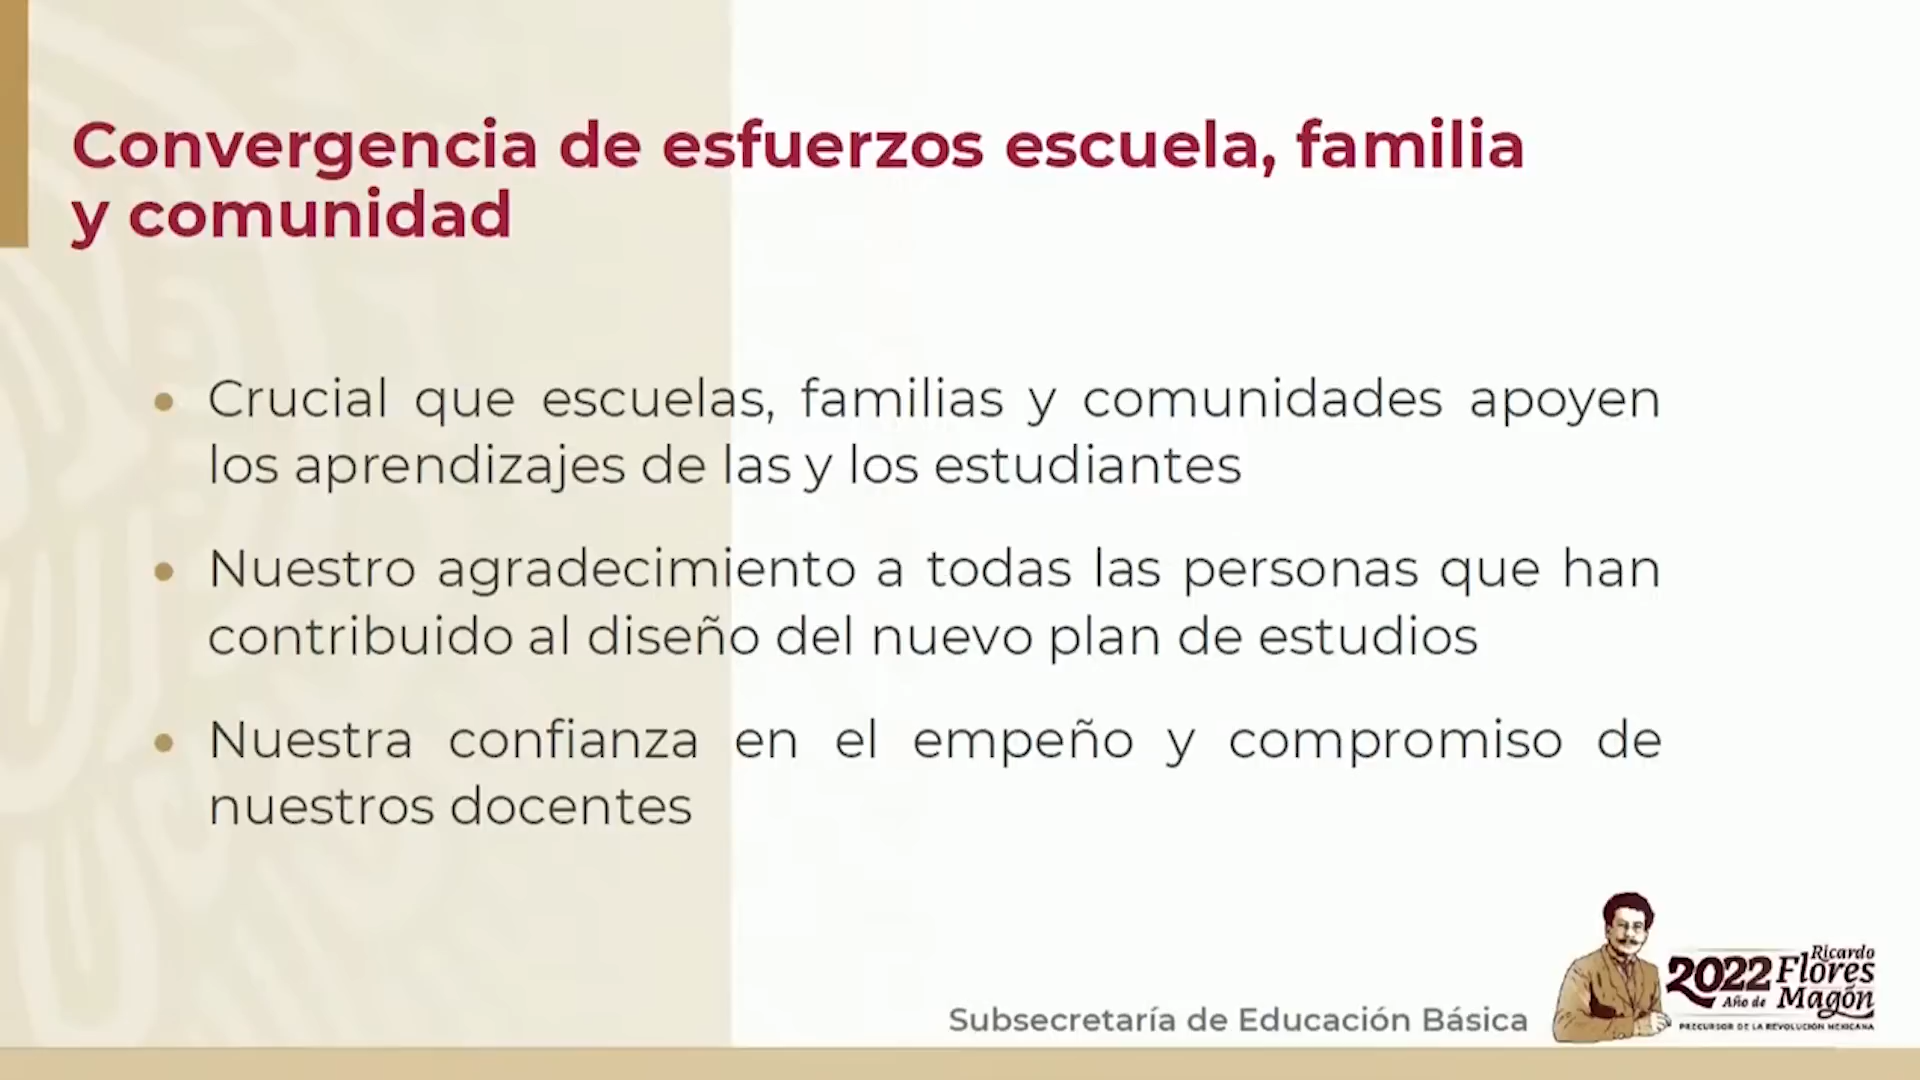 Convergencia de esfuerzos escuela, familia
y comunidad
• Crucial que escuelas, familias y comunidades apoyen
los aprendizajes de las y los estudiantes
• Nuestro agradecimiento a todas las personas que han
contribuido al diseño del nuevo plan de estudios
• Nuestra confianza en el empeño y compromiso de
nuestros docentes
Subsecretaría de Educación Básica
2022
Año de
Ricardo
Flores
Magón
PRECURSOR DE LA REVOLUCIÓN MEXICANA